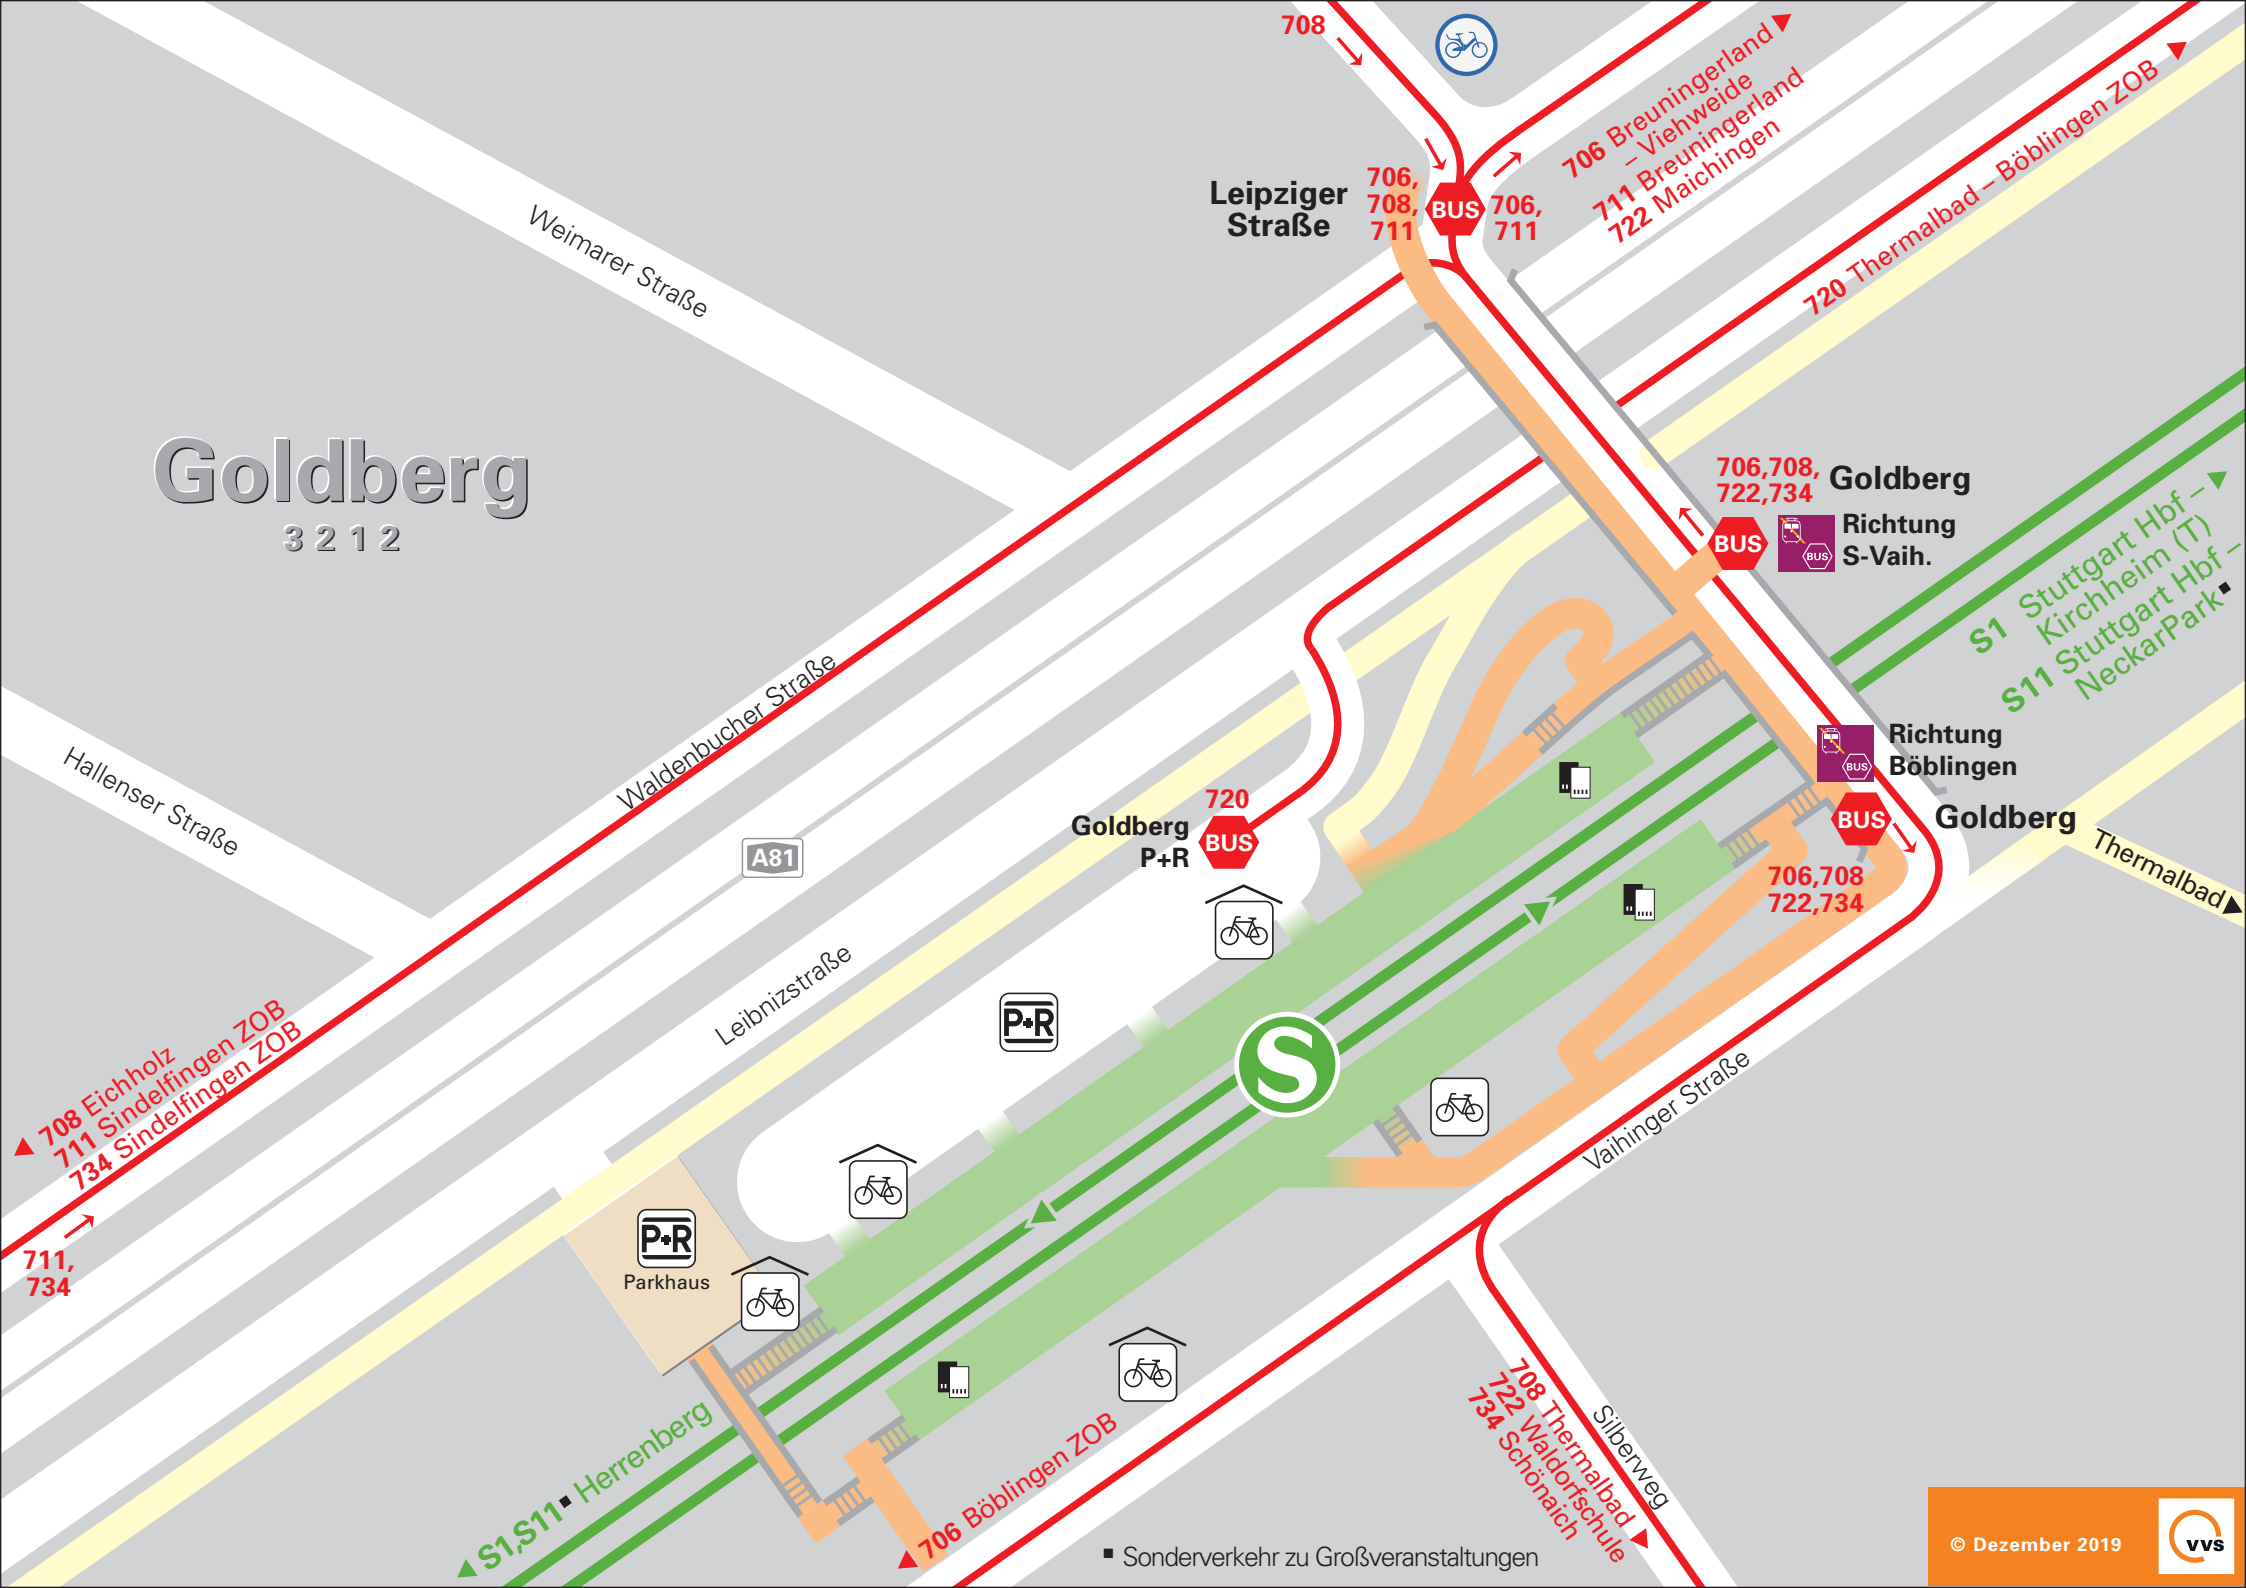 708
706 Breuningerland
– Viehweide
711 Breuningerland
722 Maichingen
720 Thermalbad – Böblingen ZOB
Leipziger
Straße
706,
708,
711
BUS
706,
711
Weimarer Straße
Goldberg
3212
706,708,
722,734
Goldberg
BUS
BUS
Richtung
S-Vaih.
S1 Stuttgart Hbf –
Kirchheim (T)
S11 Stuttgart Hbf –
NeckarPark▪
Hallenser Straße
Waldenbucher Straße
A81
Richtung
Böblingen
BUS
BUS
Goldberg
706,708
722,734
Thermalbad
720
Goldberg
P+R
BUS
Leibnizstraße
P+R
S
Vaihinger Straße
708 Eichholz
711 Sindelfingen ZOB
734 Sindelfingen ZOB
711,
734
P+R
Parkhaus
S1,S11▪ Herrenberg
706 Böblingen ZOB
708 Thermalbad
722 Waldorfschule
734 Schönaich
Silberweg
▪ Sonderverkehr zu Großveranstaltungen
© Dezember 2019
vvs